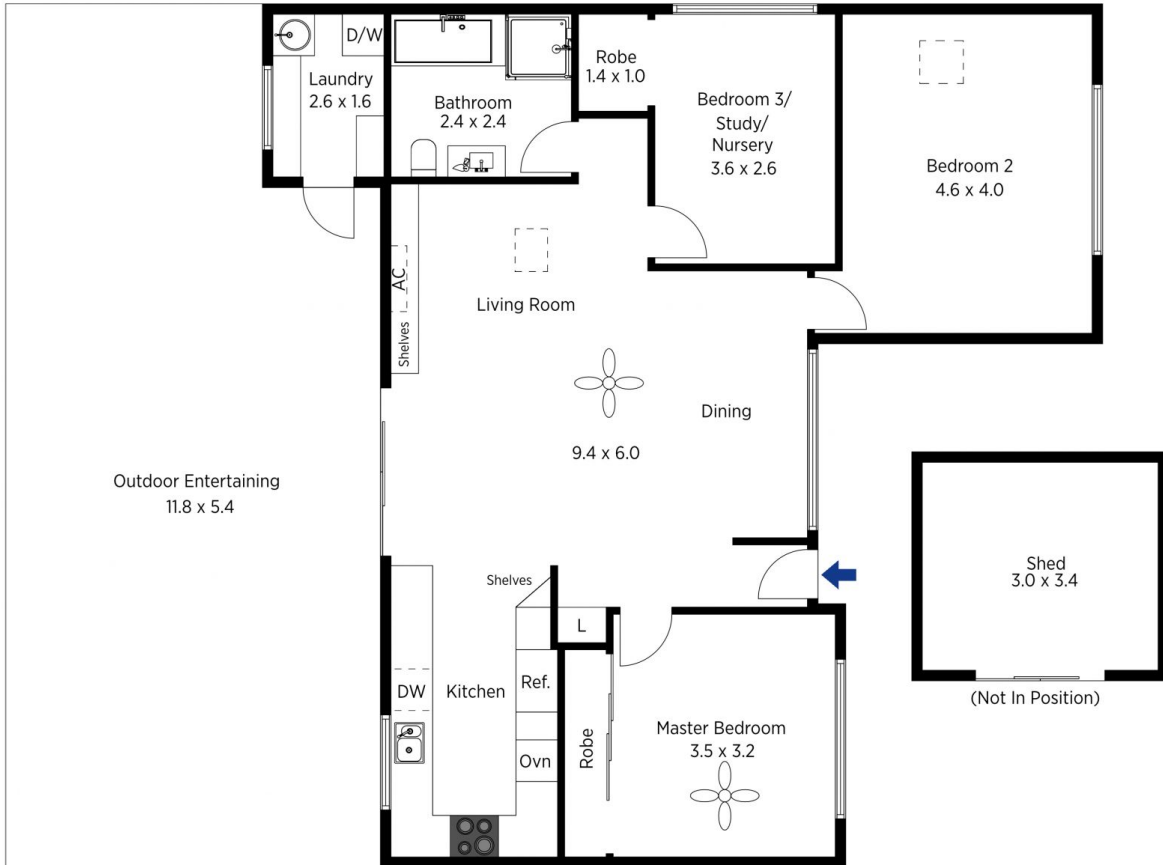 D/W
Laundry
2.6 x 1.6
Bathroom
2.4 x 2.4
Robe
1.4 x 1.0
Bedroom 3/
Study/
Nursery
3.6 x 2.6
Bedroom 2
4.6 x 4.0
AC
Shelves
Living Room
Dining
9.4 x 6.0
Outdoor Entertaining
11.8 x 5.4
Shelves
L
DW
Kitchen
Ref.
Ovn
Robe
Master Bedroom
3.5 x 3.2
Shed
3.0 x 3.4
(Not In Position)